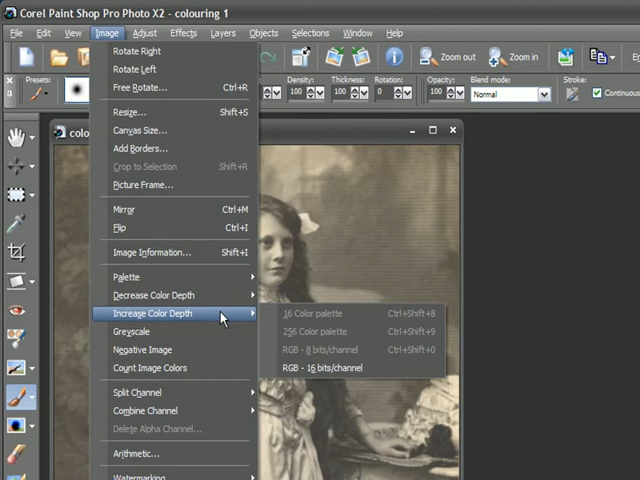 Corel Paint Shop Pro Photo X2 - colouring 1
File Edit View Image Adjust Effects Layers Objects Selections Window Help
Zoom out Zoom in
Presets: Density: Thickness: Rotation: Opacity: Blend mode: Stroke:
100 100 0 100 Normal Continuous
Rotate Right
Rotate Left
Free Rotate... Ctrl+R
Resize... Shift+S
Canvas Size...
Add Borders...
Crop to Selection Shift+R
Picture Frame...
Mirror Ctrl+M
Flip Ctrl+I
Image Information... Shift+I
Palette
Decrease Color Depth
Increase Color Depth
Greyscale
Negative Image
Count Image Colors
Split Channel
Combine Channel
Delete Alpha Channel...
Arithmetic...
Watermarking
16 Color palette Ctrl+Shift+8
256 Color palette Ctrl+Shift+9
RGB - 8 bits/channel Ctrl+Shift+0
RGB - 16 bits/channel